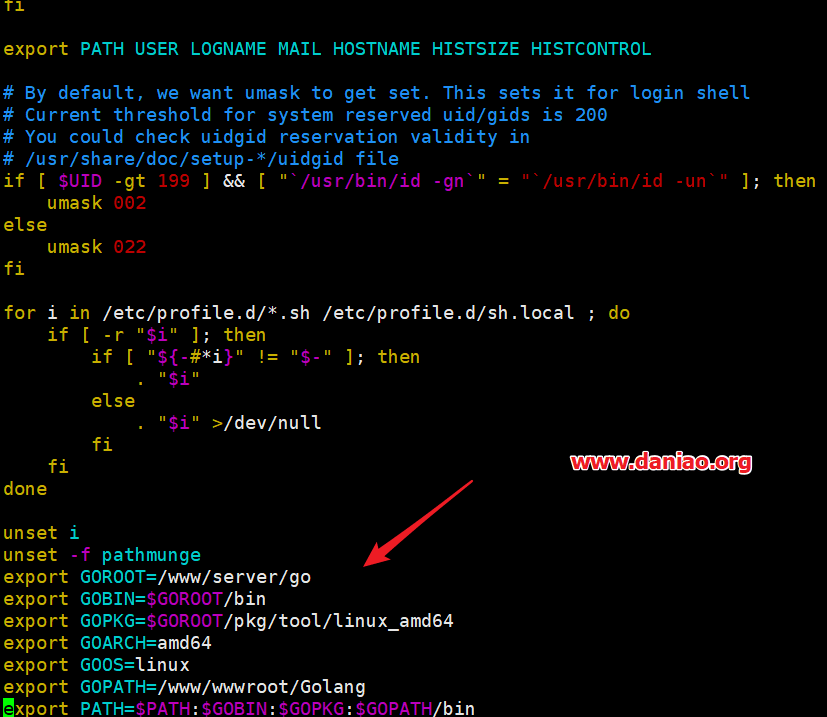 fi
export PATH USER LOGNAME MAIL HOSTNAME HISTSIZE HISTCONTROL
# By default, we want umask to get set. This sets it for login shell
# Current threshold for system reserved uid/gids is 200
# You could check uidgid reservation validity in
# /usr/share/doc/setup-*/uidgid file
if [ $UID -gt 199 ] && [ "`/usr/bin/id -gn`" = "`/usr/bin/id -un`" ]; then
    umask 002
else
    umask 022
fi
for i in /etc/profile.d/*.sh /etc/profile.d/sh.local ; do
    if [ -r "$i" ]; then
        if [ "${-#*i}" != "$-" ]; then
            . "$i"
        else
            . "$i" >/dev/null
        fi
    fi
done
www.daniao.org
unset i
unset -f pathmunge
export GOROOT=/www/server/go
export GOBIN=$GOROOT/bin
export GOPKG=$GOROOT/pkg/tool/linux_amd64
export GOARCH=amd64
export GOOS=linux
export GOPATH=/www/wwwroot/Golang
export PATH=$PATH:$GOBIN:$GOPKG:$GOPATH/bin